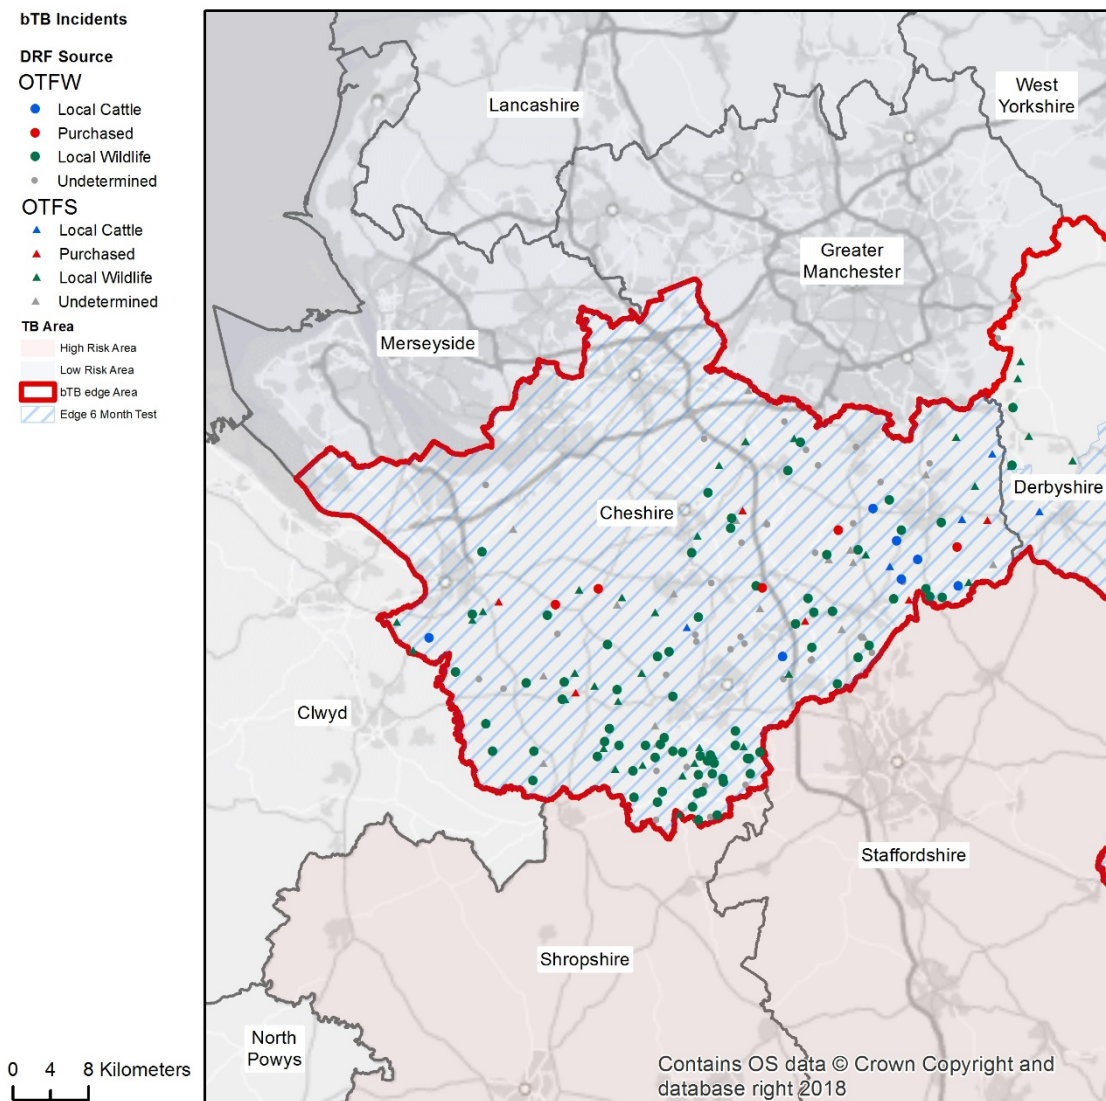 bTB Incidents
DRF Source
OTFW
Local Cattle
Purchased
Local Wildlife
Undetermined
OTFS
Local Cattle
Purchased
Local Wildlife
Undetermined
TB Area
High Risk Area
Low Risk Area
bTB edge Area
Edge 6 Month Test
Lancashire
West
Yorkshire
Greater
Manchester
Merseyside
Cheshire
Derbyshire
Clwyd
Staffordshire
Shropshire
North
Powys
0 4 8 Kilometers
Contains OS data © Crown Copyright and
database right 2018